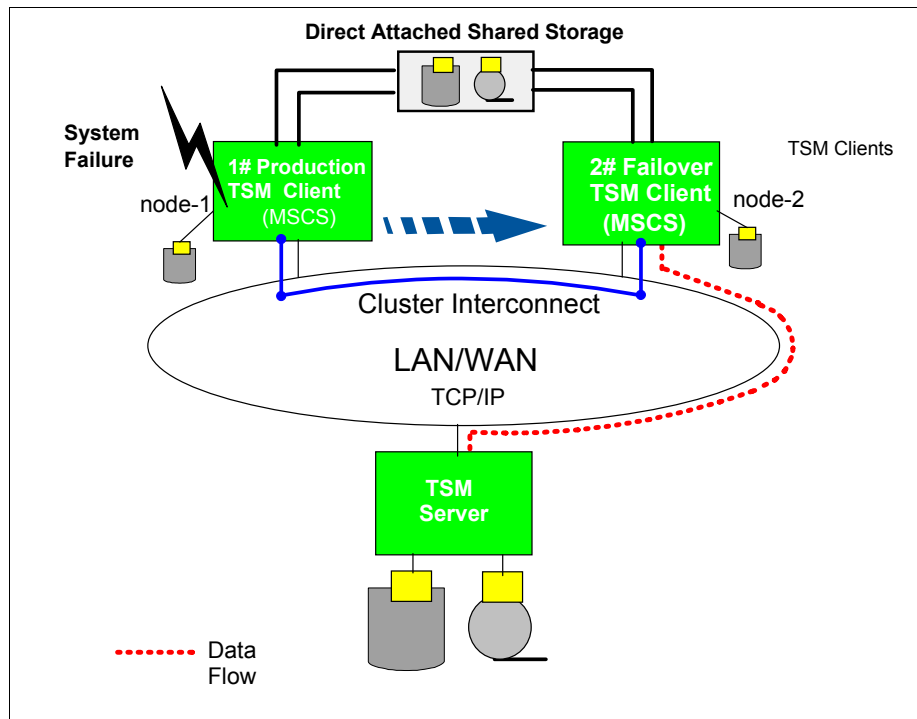 Direct Attached Shared Storage
System
Failure
1# Production
TSM Client
(MSCS)
2# Failover
TSM Client
(MSCS)
TSM Clients
node-1
node-2
Cluster Interconnect
LAN/WAN
TCP/IP
TSM
Server
Data
Flow